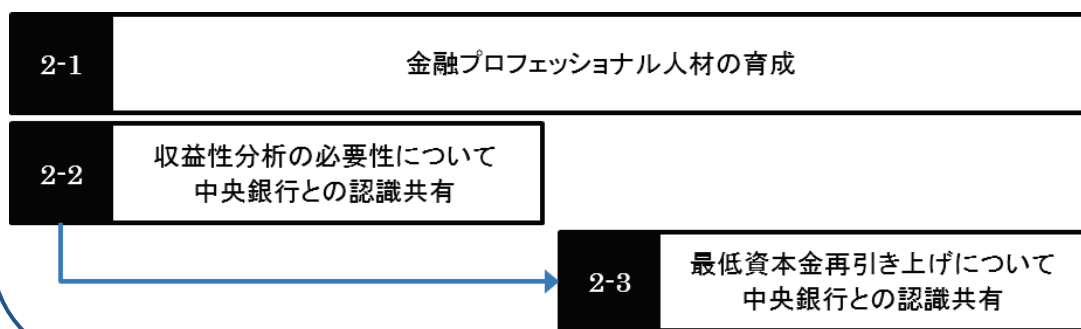 2-1
金融プロフェッショナル人材の育成
2-2
収益性分析の必要性について
中央銀行との認識共有
2-3
最低資本金再引き上げについて
中央銀行との認識共有